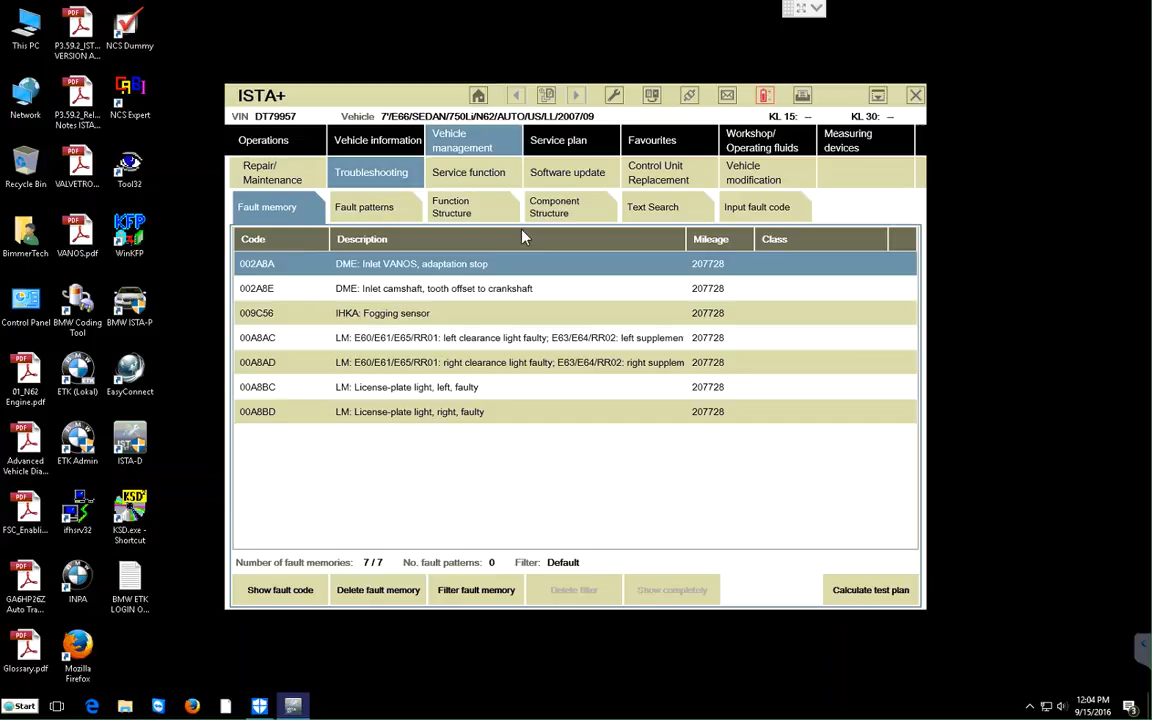 This PC
P3.59.2_IST...
VERSION A...
NCS Dummy
Network
P3.59.2_Rel...
Notes ISTA...
NCS Expert
Recycle Bin
VALVETRO...
Tool32
BimmerTech
VANOS.pdf
WinKFP
Control Panel
BMW Coding
Tool
BMW ISTA-P
01_N62
Engine.pdf
ETK (Lokal)
EasyConnect
Advanced
Vehicle Dia...
ETK Admin
ISTA-D
FSC_Enabli...
ifhsrv32
KSD.exe -
Shortcut
GA6HP26Z
Auto Tra...
INPA
BMW ETK
LOGIN O...
Glossary.pdf
Mozilla
Firefox
ISTA+
VIN DT79957 Vehicle 7'/E66/SEDAN/750Li/N62/AUTO/US/LL/2007/09 KL 15: -- KL 30: --
Operations
Vehicle information
Vehicle
management
Service plan
Favourites
Workshop/
Operating fluids
Measuring
devices
Repair/
Maintenance
Troubleshooting
Service function
Software update
Control Unit
Replacement
Vehicle
modification
Fault memory
Fault patterns
Function
Structure
Component
Structure
Text Search
Input fault code
Code Description Mileage Class
002A8A DME: Inlet VANOS, adaptation stop 207728
002A8E DME: Inlet camshaft, tooth offset to crankshaft 207728
009C56 IHKA: Fogging sensor 207728
00A8AC LM: E60/E61/E65/RR01: left clearance light faulty; E63/E64/RR02: left supplemen 207728
00A8AD LM: E60/E61/E65/RR01: right clearance light faulty; E63/E64/RR02: right supplem 207728
00A8BC LM: License-plate light, left, faulty 207728
00A8BD LM: License-plate light, right, faulty 207728
Number of fault memories: 7 / 7 No. fault patterns: 0 Filter: Default
Show fault code Delete fault memory Filter fault memory Delete filter Show completely Calculate test plan
Start
12:04 PM
9/15/2016